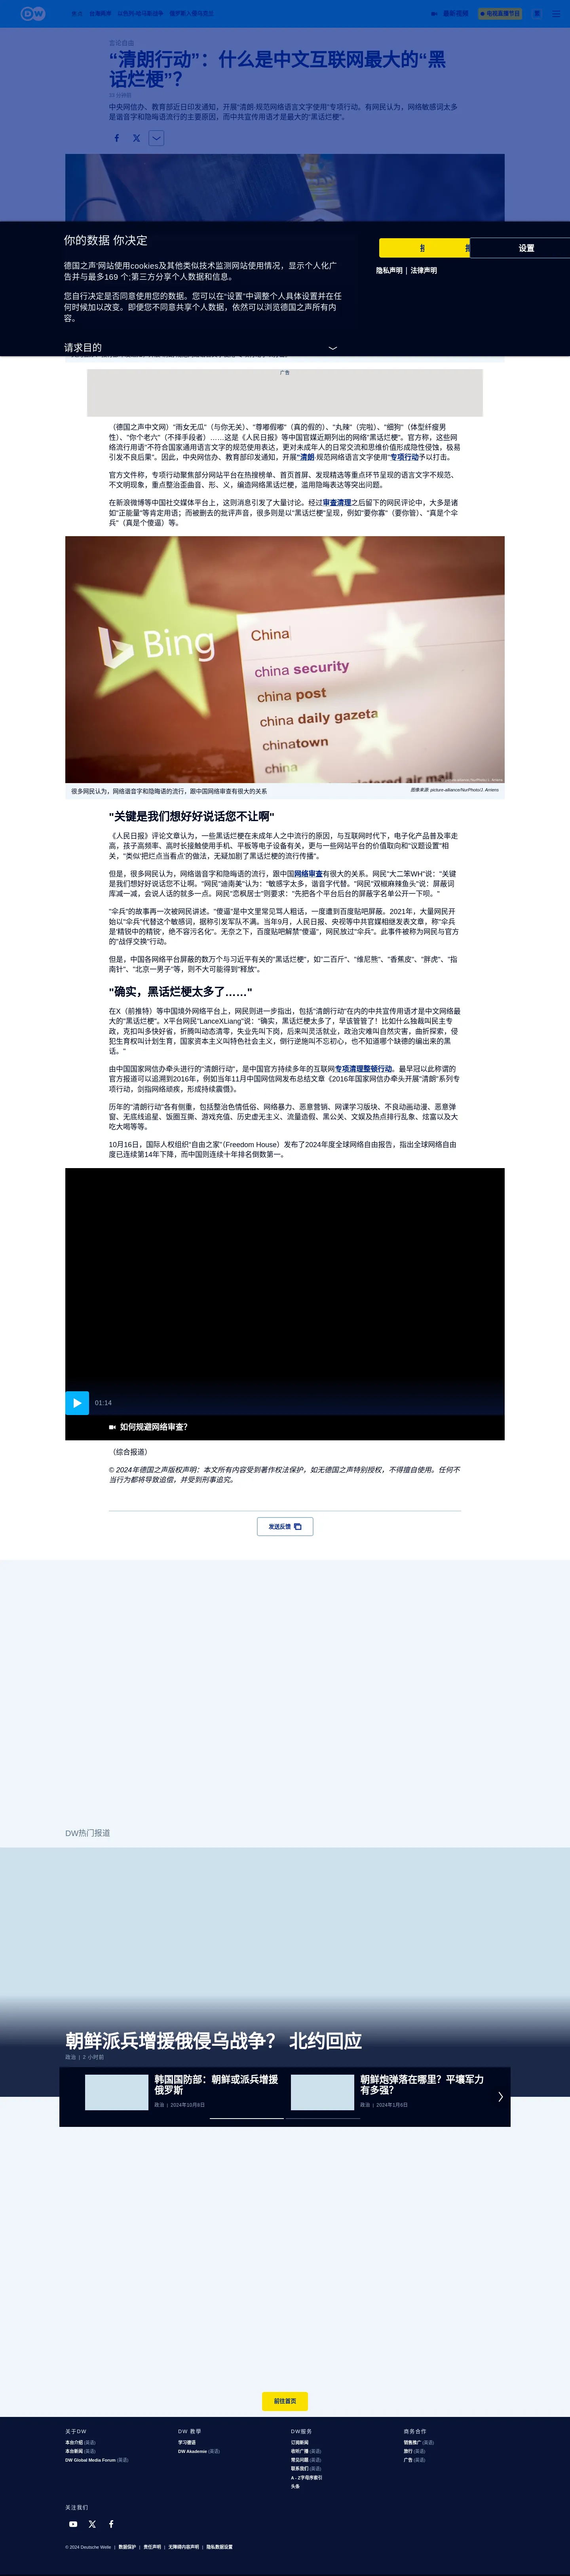 DW
言论自由
“清朗行动”：什么是中文互联网最大的“黑
话烂梗”？
中央网信办、教育部近日印发通知，开展“清朗·规范网络语言文字使用”专项行动。有网民认为，网络敏感词太多
是谐音字和隐晦语流行的主要原因，而中共宣传用语才是最大的“黑话烂梗”。
你的数据 你决定
德国之声'网站使用cookies及其他类似技术监测网站使用情况，显示个人化广
告并与最多169 个;第三方分享个人数据和信息。
您自行决定是否同意使用您的数据。您可以在“设置”中调整个人具体设置并在任
何时候加以改变。即使您不同意共享个人数据，依然可以浏览德国之声所有内
容。
请求目的
设置
隐私声明 | 法律声明
广告
（德国之声中文网）“雨女无瓜”（与你无关）、“尊嘟假嘟”（真的假的）、“丸辣”（完啦）、“细狗”（体型纤瘦男
性）、“你个老六”（不择手段者）……这是《人民日报》等中国官媒近期列出的网络“黑话烂梗”。官方称，这些网
络流行用语“不符合国家通用语言文字的规范使用表达，更对未成年人的日常交流和思维价值形成隐性侵蚀，极易
引发不良后果”。因此，中央网信办、教育部印发通知，开展“清朗·规范网络语言文字使用”专项行动予以打击。
官方文件称，专项行动聚焦部分网站平台在热搜榜单、首页首屏、发现精选等重点环节呈现的语言文字不规范、
不文明现象，重点整治歪曲音、形、义，编造网络黑话烂梗，滥用隐晦表达等突出问题。
在新浪微博等中国社交媒体平台上，这则消息引发了大量讨论。经过审查清理之后留下的网民评论中，大多是诸
如“正能量”等肯定用语；而被删去的批评声音，很多则是以“黑话烂梗”呈现，例如“要你寡”（要你管）、“真是个伞
兵”（真是个傻逼）等。
Bing
China
china security
china post
china daily gazeta
chinatown
registered air mail
很多网民认为，网络谐音字和隐晦语的流行，跟中国网络审查有很大的关系
图像来源: picture-alliance/NurPhoto/J. Arriens
"关键是我们想好好说话您不让啊"
《人民日报》评论文章认为，一些黑话烂梗在未成年人之中流行的原因，与互联网时代下，电子化产品普及率走
高，孩子高频率、高时长接触使用手机、平板等电子设备有关，更与一些网站平台的价值取向和"议题设置"相
关，"类似'把烂点当看点'的做法，无疑加剧了黑话烂梗的流行传播"。
但是，很多网民认为，网络谐音字和隐晦语的流行，跟中国网络审查有很大的关系。网民"大二笨WH"说："关键
是我们想好好说话您不让啊。"网民"迪南美"认为："敏感字太多，谐音字代替。"网民"双椒麻辣鱼头"说：屏蔽词
库减一减，会说人话的就多一点。网民"恋枫居士"则要求："先把各个平台后台的屏蔽字名单公开一下吧。"
"伞兵"的故事再一次被网民讲述。"傻逼"是中文里常见骂人粗话，一度遭到百度贴吧屏蔽。2021年，大量网民开
始以"伞兵"代替这个敏感词，据称引发军队不满。当年9月，人民日报、央视、共青团中央等中共官媒相继发表文章，称"'伞兵'
是'精锐中的精锐'，绝不容污名化"。无奈之下，百度贴吧解禁"傻逼"，网民放过"伞兵"。此事件被称为网民与官方
的"战伢交换"行动。
但是，中国各网络平台屏蔽的数万个与习近平有关的"黑话烂梗"，如"二百斤"、"维尼熊"、"香蕉皮"、"胖虎"、"指
南针"、"北京一男子"等，则不大可能得到"释放"。
"确实，黑话烂梗太多了……"
在X（前推特）等中国境外网络平台上，网民则进一步指出，包括"清朗行动"在内的中共宣传用语才是中文网络最
大的"黑话烂梗"。X平台网民"LanceXLiang"说："确实，黑话烂梗太多了，早该管管了！比如什么独裁叫民主专
政，克扣叫多快好省，折腾叫动态清零，失业先叫下岗，后来叫灵活就业，政治灾难叫自然灾害，曲折探索，侵
犯生育权叫计划生育，国家资本主义叫特色社会主义，倒行逆施叫不忘初心，也不知道哪个缺德的编出来的黑
话。"
由中国国家网信办牵头进行的"清朗行动"，是中国官方持续多年的互联网专项清理整顿行动。最早冠以此称谓的
官方报道可以追溯到2016年，例如当年11月中国网信网发布总结文章《2016年国家网信办牵头开展"清朗"系列专
项行动，剑指网络顽疾，形成持续震慑》。
历年的"清朗行动"各有侧重，包括整治色情低俗、网络暴力、恶意营销、网课学习版块、不良动画动漫、恶意弹
窗、无底线追星、饭圈互撕、游戏充值、历史虚无主义、流量造假、黑公关、文娱及热点排行乱象、炫富以及大
吃大喝等等。
10月16日，国际人权组织"自由之家"（Freedom House）发布了2024年度全球网络自由报告，指出全球网络自由
度已连续第14年下降，而中国则连续十年排名倒数第一。
01:14
如何规避网络审查？
（综合报道）
© 2024年德国之声版权声明：本文所有内容受到著作权法保护，如无德国之声特别授权，不得擅自使用。任何不
当行为都将导致追偿，并受到刑事追究。
发送反馈
DW热门报道
朝鲜派兵增援俄侵乌战争？ 北约回应
政治 | 2 小时前
韩国国防部：朝鲜或派兵增援
俄罗斯
政治 | 2024年10月8日
朝鲜炮弹落在哪里？平壤军力
有多强？
政治 | 2024年1月6日
前往首页
关于DW
本台介绍 (英语)
本台新闻 (英语)
DW Global Media Forum (英语)
DW 教学
学习德语
DW Akademie (英语)
DW服务
订阅新闻
收听广播 (英语)
常见问题 (英语)
联系我们 (英语)
A - Z字母序索引
头条
商务合作
销售推广 (英语)
旅行 (英语)
广告 (英语)
关注我们
© 2024 Deutsche Welle | 数据保护 | 责任声明 | 无障碍内容声明 | 隐私数据设置